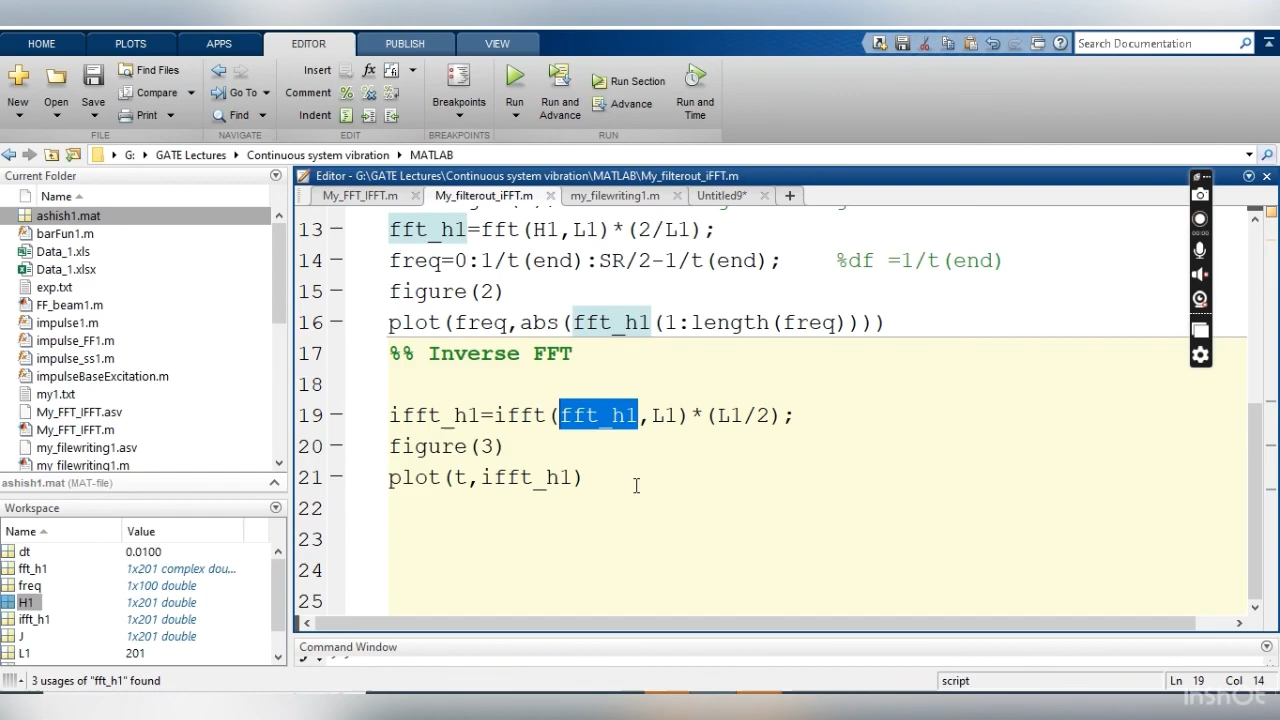 HOME PLOTS APPS EDITOR PUBLISH VIEW Search Documentation
New Open Save Find Files Compare Print Go To Find Insert fx Comment Indent Breakpoints Run Run and Advance Run Section Advance Run and Time
FILE NAVIGATE EDIT BREAKPOINTS RUN
G: GATE Lectures Continuous system vibration MATLAB
Current Folder
Name
ashish1.mat
barFun1.m
Data_1.xls
Data_1.xlsx
exp.txt
FF_beam1.m
impulse1.m
impulse_FF1.m
impulse_ss1.m
impulseBaseExcitation.m
my1.txt
My_FFT_IFFT.asv
My_FFT_IFFT.m
my_filewriting1.asv
my_filewriting1.m
ashish1.mat (MAT-file)
Workspace
Name Value
dt 0.0100
fft_h1 1x201 complex dou...
freq 1x100 double
H1 1x201 double
ifft_h1 1x201 double
J 1x201 double
L1 201
Editor - G:\GATE Lectures\Continuous system vibration\MATLAB\My_filterout_iFFT.m
My_FFT_IFFT.m My_filterout_iFFT.m my_filewriting1.m Untitled9*
13 fft_h1=fft(H1,L1)*(2/L1);
14 freq=0:1/t(end):SR/2-1/t(end); %df =1/t(end)
15 figure(2)
16 plot(freq,abs(fft_h1(1:length(freq))))
17 %% Inverse FFT
18
19 ifft_h1=ifft(fft_h1,L1)*(L1/2);
20 figure(3)
21 plot(t,ifft_h1)
22
23
24
25
00:00
Command Window
3 usages of "fft_h1" found script Ln 19 Col 14
InShOt